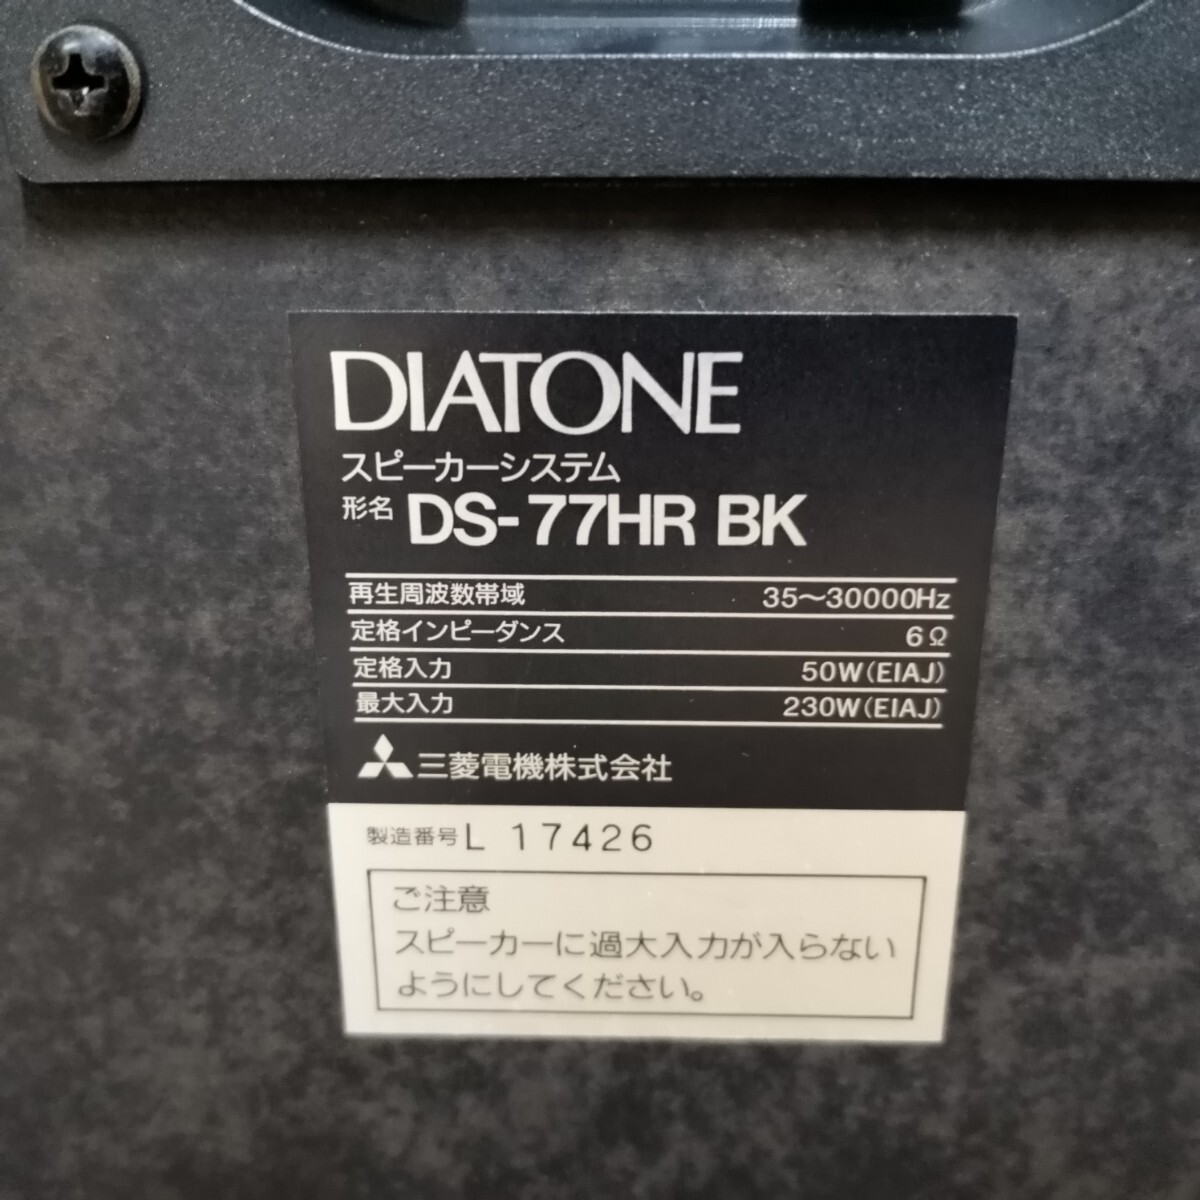 DIATONE
スピーカーシステム
形名 DS-77HR BK
再生周波数帯域 35〜30000Hz
定格インピーダンス 6Ω
定格入力 50W(EIAJ)
最大入力 230W(EIAJ)
三菱電機株式会社
製造番号 L 17426
ご注意
スピーカーに過大入力が入らない
ようにしてください。